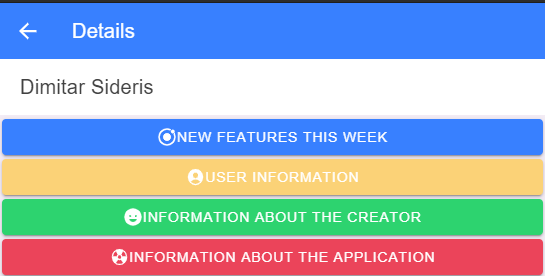 Details
Dimitar Sideris
NEW FEATURES THIS WEEK
USER INFORMATION
INFORMATION ABOUT THE CREATOR
INFORMATION ABOUT THE APPLICATION